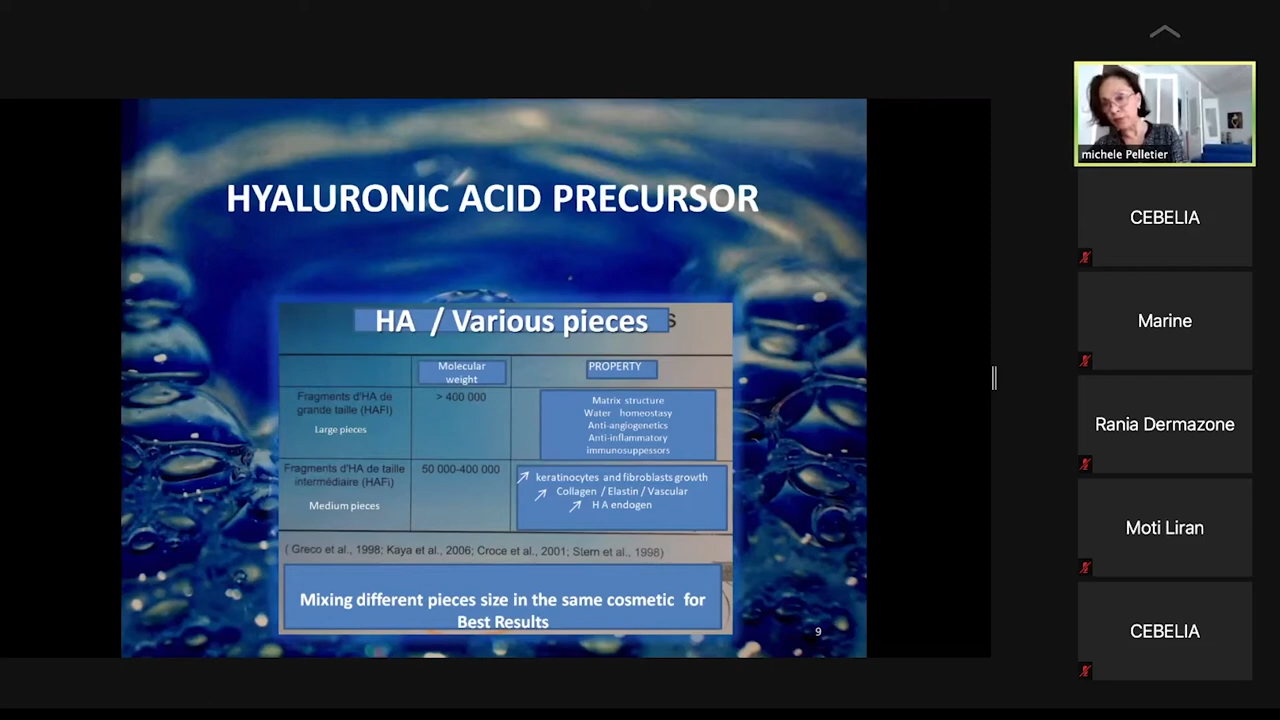 HYALURONIC ACID PRECURSOR
HA / Various pieces
Molecular
weight
PROPERTY
Fragments d'HA de
grande taille (HAFl)
Large pieces
> 400 000
Matrix structure
Water homeostasy
Anti-angiogenetics
Anti-inflammatory
immunosuppessors
Fragments d'HA de taille
intermédiaire (HAFi)
Medium pieces
50 000-400 000
keratinocytes and fibroblasts growth
Collagen / Elastin / Vascular
H A endogen
( Greco et al., 1998; Kaya et al., 2006; Croce et al., 2001; Stern et al., 1998)
Mixing different pieces size in the same cosmetic for
Best Results
9
michele Pelletier
CEBELIA
Marine
Rania Dermazone
Moti Liran
CEBELIA